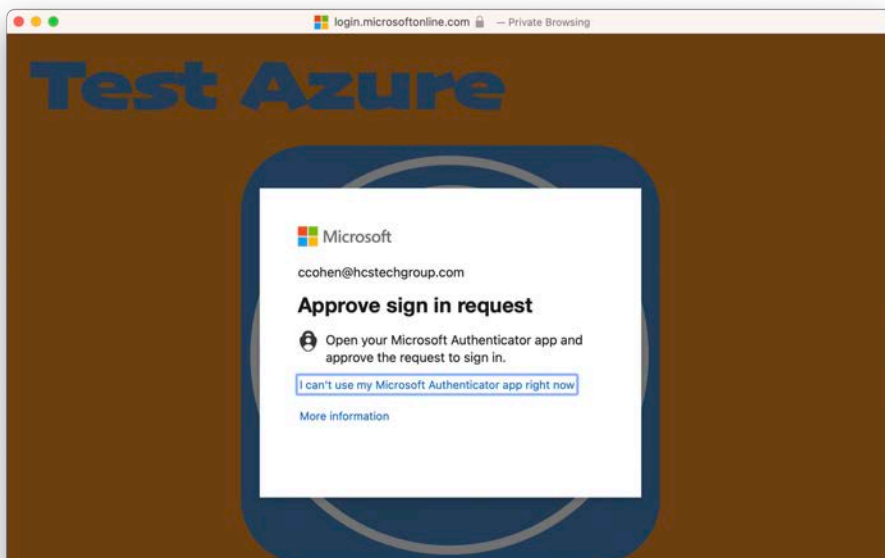 login.microsoftonline.com — Private Browsing
Test Azure
Microsoft
ccohen@hcstechgroup.com
Approve sign in request
Open your Microsoft Authenticator app and
approve the request to sign in.
I can't use my Microsoft Authenticator app right now
More information